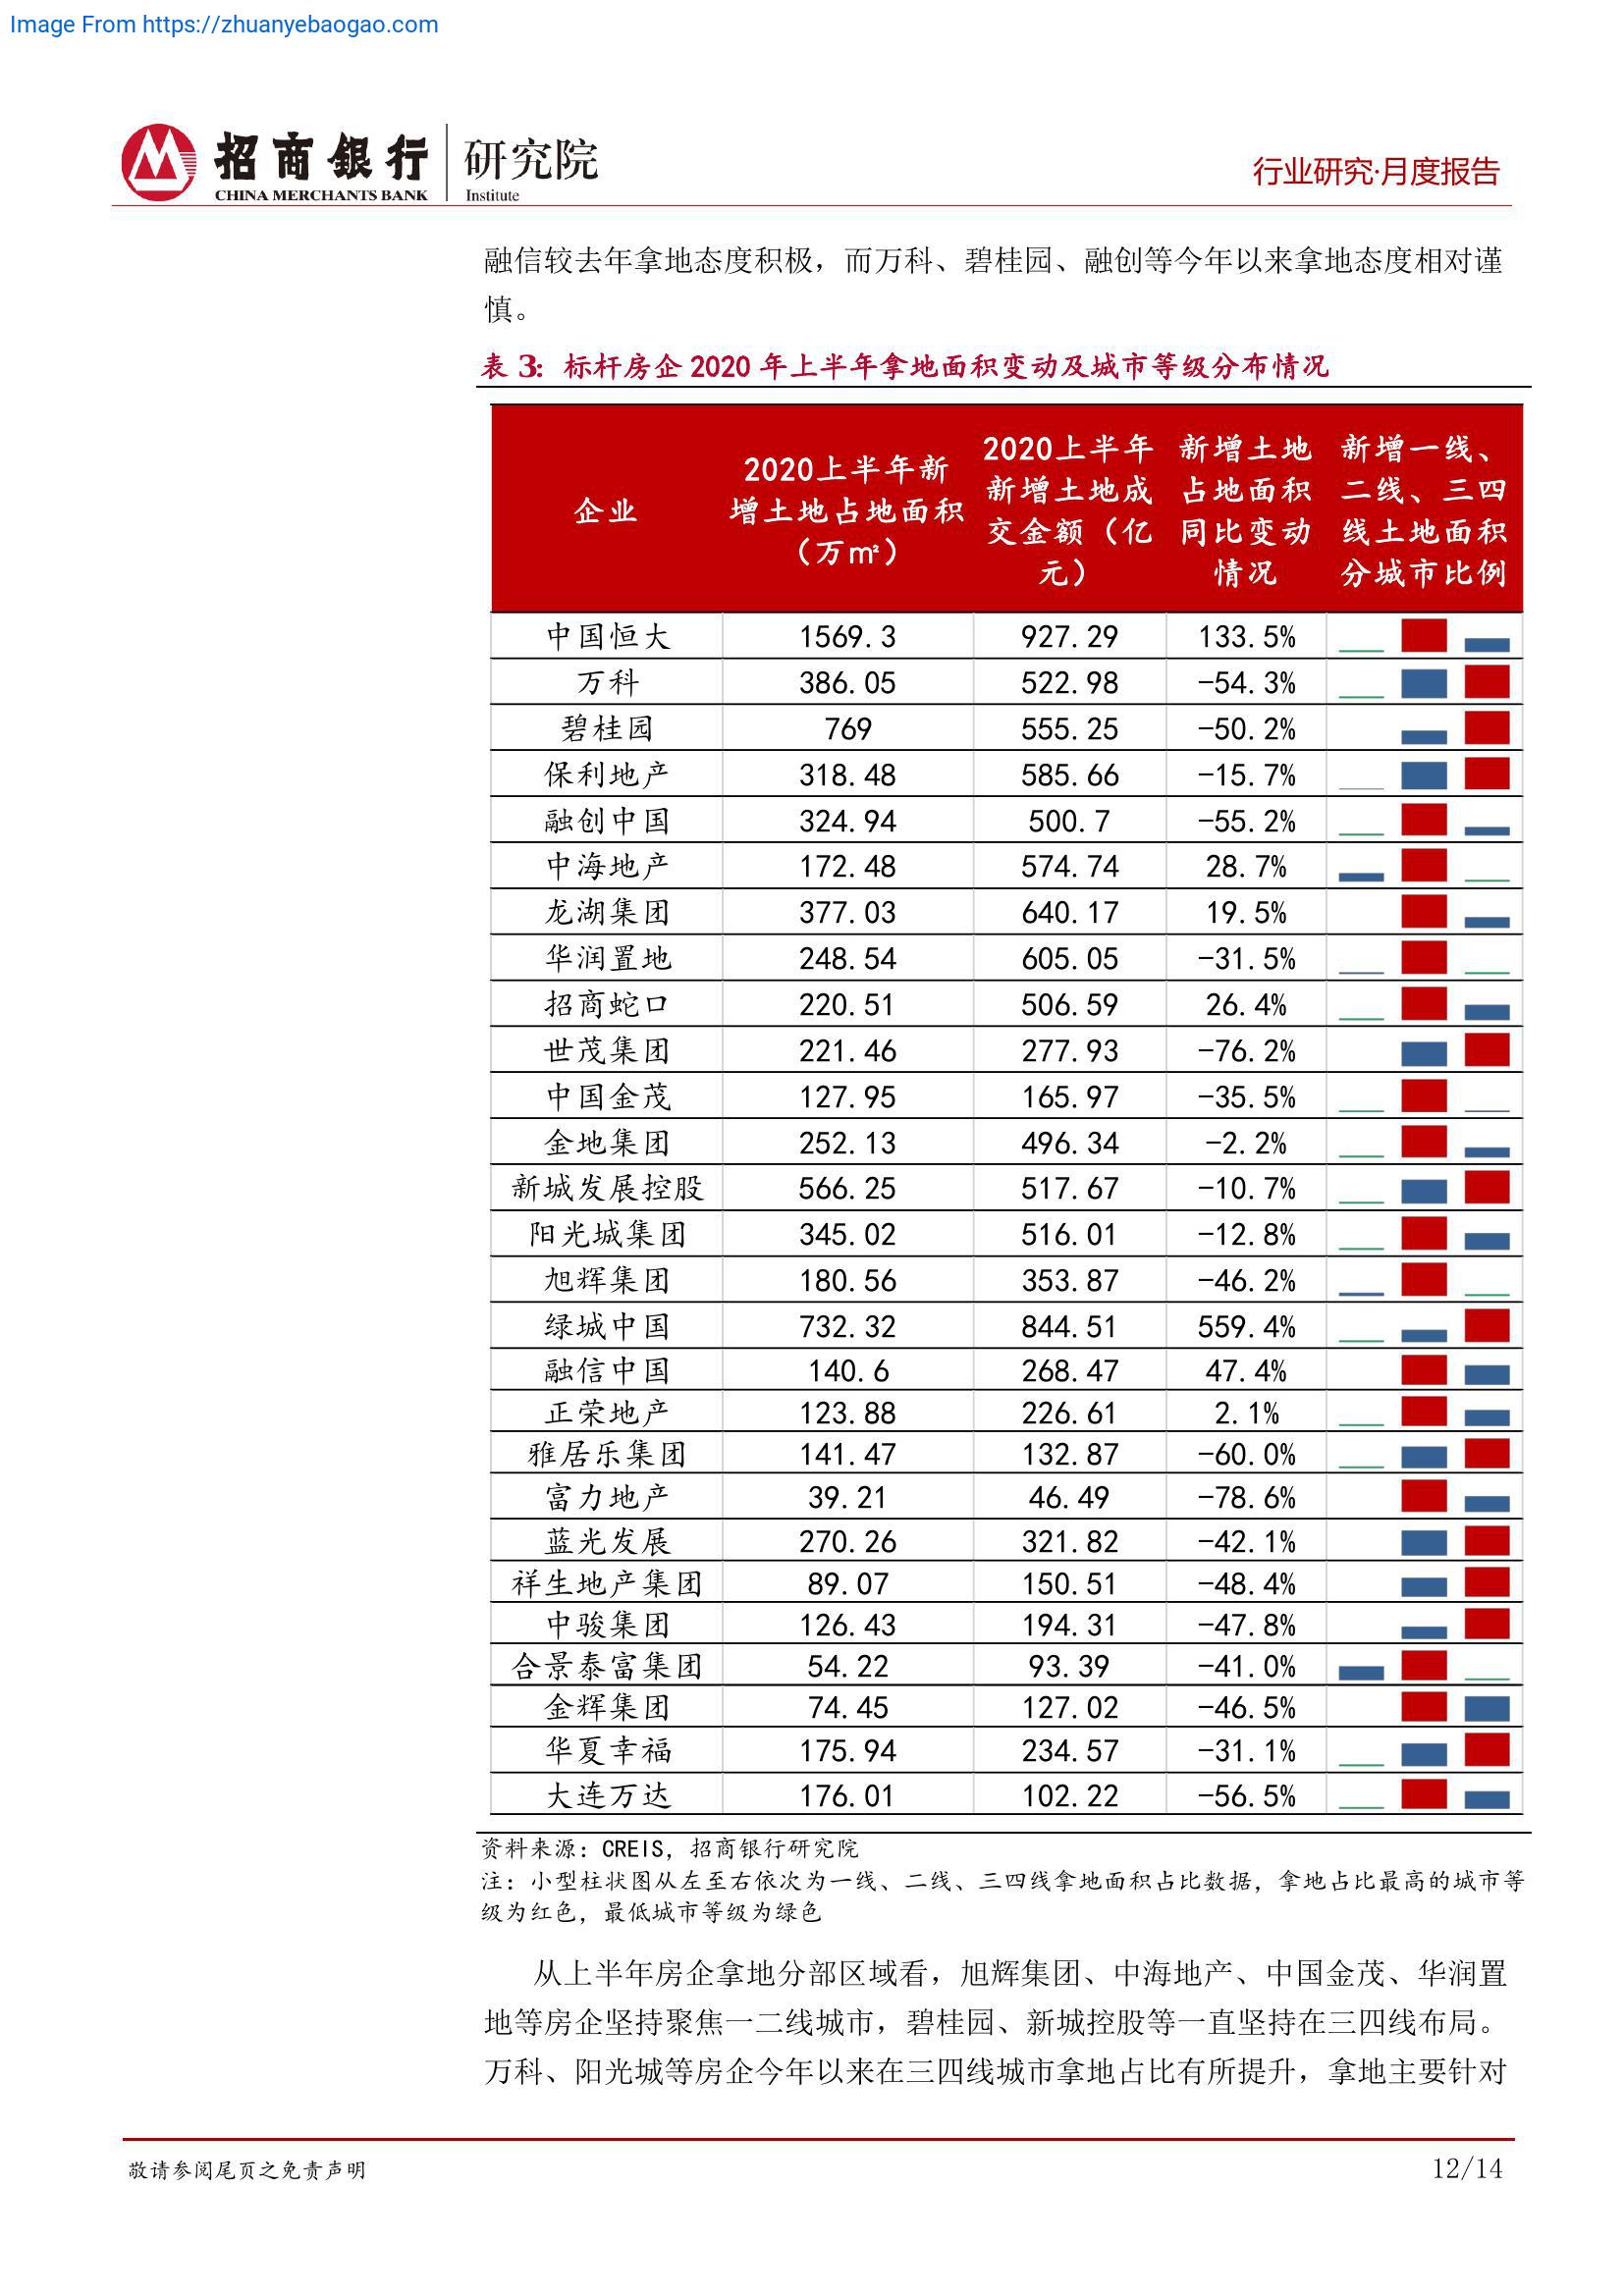 Image From https://zhuanyebaogao.com
招商銀行
CHINA MERCHANTS BANK
研究院
Institute
行业研究·月度报告
融信较去年拿地态度积极，而万科、碧桂园、融创等今年以来拿地态度相对谨
慎。
表 3: 标杆房企 2020 年上半年拿地面积变动及城市等级分布情况
企业
2020上半年新
增土地占地面积
（万㎡）
2020上半年
新增土地成
交金额（亿
元）
新增土地
占地面积
同比变动
情况
新增一线、
二线、三四
线土地面积
分城市比例
中国恒大 1569.3 927.29 133.5%
万科 386.05 522.98 -54.3%
碧桂园 769 555.25 -50.2%
保利地产 318.48 585.66 -15.7%
融创中国 324.94 500.7 -55.2%
中海地产 172.48 574.74 28.7%
龙湖集团 377.03 640.17 19.5%
华润置地 248.54 605.05 -31.5%
招商蛇口 220.51 506.59 26.4%
世茂集团 221.46 277.93 -76.2%
中国金茂 127.95 165.97 -35.5%
金地集团 252.13 496.34 -2.2%
新城发展控股 566.25 517.67 -10.7%
阳光城集团 345.02 516.01 -12.8%
旭辉集团 180.56 353.87 -46.2%
绿城中国 732.32 844.51 559.4%
融信中国 140.6 268.47 47.4%
正荣地产 123.88 226.61 2.1%
雅居乐集团 141.47 132.87 -60.0%
富力地产 39.21 46.49 -78.6%
蓝光发展 270.26 321.82 -42.1%
祥生地产集团 89.07 150.51 -48.4%
中骏集团 126.43 194.31 -47.8%
合景泰富集团 54.22 93.39 -41.0%
金辉集团 74.45 127.02 -46.5%
华夏幸福 175.94 234.57 -31.1%
大连万达 176.01 102.22 -56.5%
资料来源：CREIS，招商银行研究院
注：小型柱状图从左至右依次为一线、二线、三四线拿地面积占比数据，拿地占比最高的城市等
级为红色，最低城市等级为绿色
从上半年房企拿地分部区域看，旭辉集团、中海地产、中国金茂、华润置
地等房企坚持聚焦一二线城市，碧桂园、新城控股等一直坚持在三四线布局。
万科、阳光城等房企今年以来在三四线城市拿地占比有所提升，拿地主要针对
敬请参阅尾页之免责声明
12/14